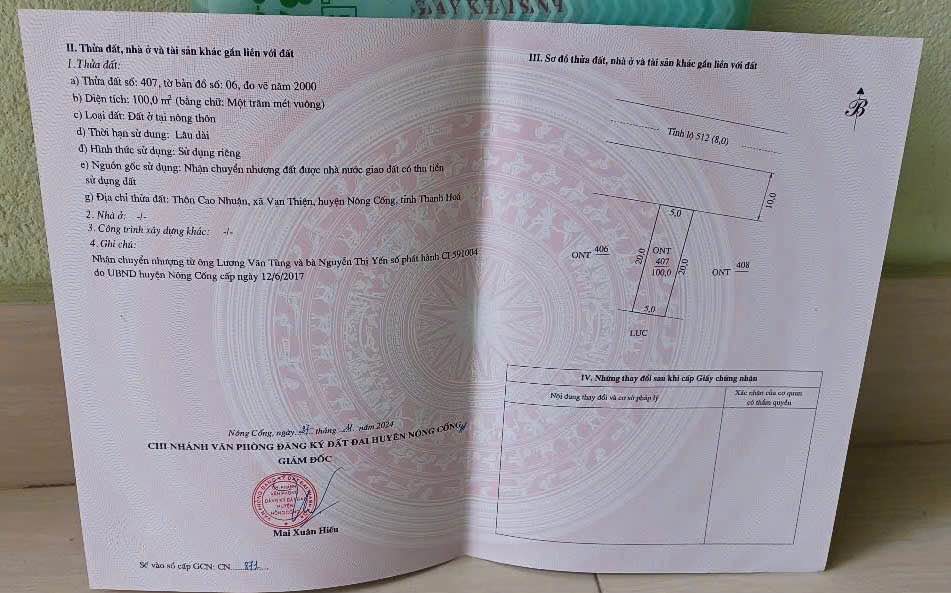 II. Thửa đất, nhà ở và tài sản khác gắn liền với đất
1. Thửa đất:
a) Thửa đất số: 407, tờ bản đồ số: 06, đo vẽ năm 2000
b) Diện tích: 100,0 m² (bằng chữ: Một trăm mét vuông)
c) Loại đất: Đất ở tại nông thôn
d) Thời hạn sử dụng: Lâu dài
đ) Hình thức sử dụng: Sử dụng riêng
e) Nguồn gốc sử dụng: Nhận chuyển nhượng đất được nhà nước giao đất có thu tiền
sử dụng đất
g) Địa chỉ thửa đất: Thôn Cao Nhuận, xã Vạn Thiện, huyện Nông Cống, tỉnh Thanh Hoá
2. Nhà ở: -/-
3. Công trình xây dựng khác: -/-
4. Ghi chú:
Nhận chuyển nhượng từ ông Lương Văn Tùng và bà Nguyễn Thị Yến số phát hành CI 591004
do UBND huyện Nông Cống cấp ngày 12/6/2017
Nông Cống, ngày tháng năm 2024
CHI NHÁNH VĂN PHÒNG ĐĂNG KÝ ĐẤT ĐAI HUYỆN NÔNG CỐNG
GIÁM ĐỐC
Mai Xuân Hiếu
Số vào sổ cấp GCN: CN
III. Sơ đồ thửa đất, nhà ở và tài sản khác gắn liền với đất
B
Tỉnh lộ 512 (8,0)
10,0
5,0
ONT 406
20,0
ONT
407
100,0
20,0
ONT 408
5,0
LUC
IV. Những thay đổi sau khi cấp Giấy chứng nhận
Nội dung thay đổi và cơ sở pháp lý
Xác nhận của cơ quan
có thẩm quyền